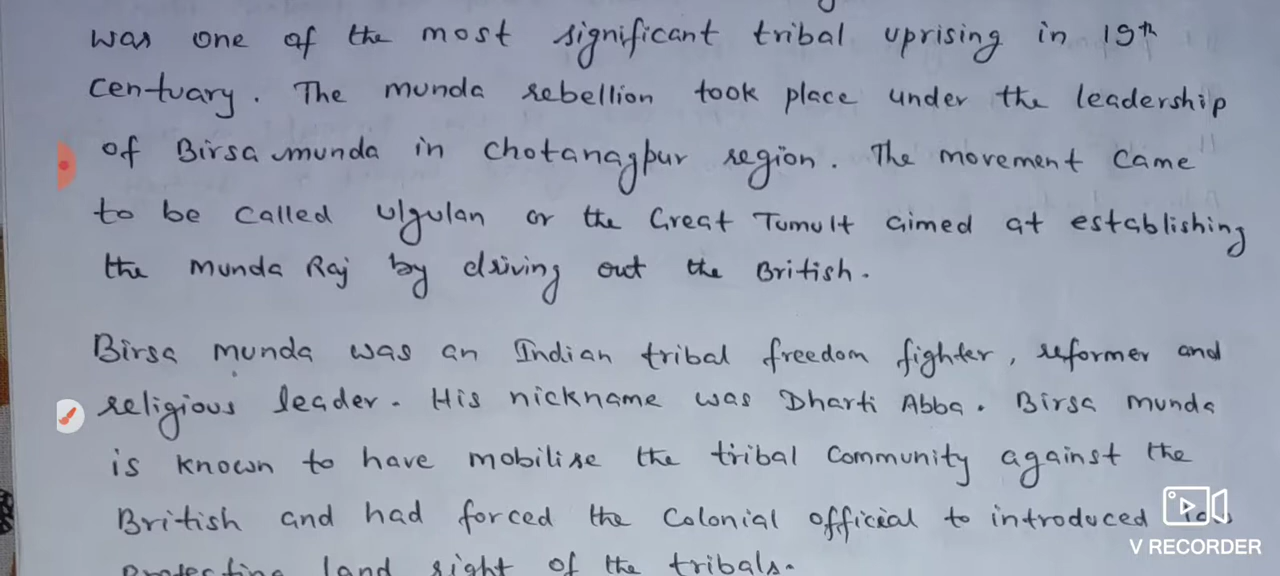 was one of the most significant tribal uprising in 19th
centuary. The munda rebellion took place under the leadership
of Birsa munda in chotanagpur region. The movement came
to be called ulgulan or the Great Tumult aimed at establishing
the munda Raj by driving out the British.
Birsa munda was an Indian tribal freedom fighter, reformer and
religious leader. His nickname was Dharti Abba. Birsa munda
is known to have mobilise the tribal community against the
British and had forced the Colonial official to introduced
protecting land right of the tribals.
V RECORDER